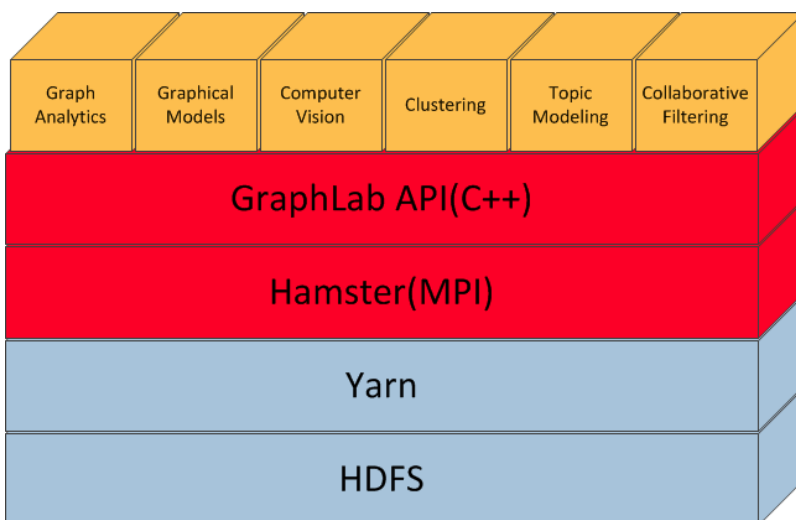 Graph
Analytics
Graphical
Models
Computer
Vision
Clustering
Topic
Modeling
Collaborative
Filtering
GraphLab API(C++)
Hamster(MPI)
Yarn
HDFS